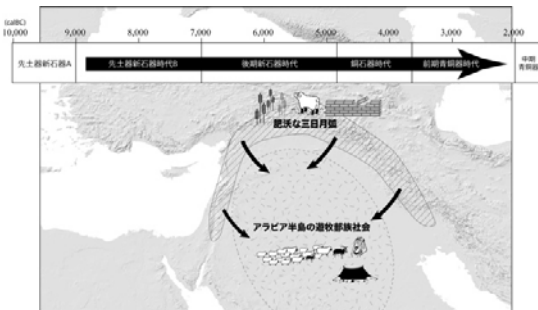 (calBC)
10,000 9,000 8,000 7,000 6,000 5,000 4,000 3,000 2,000
先土器新石器A 先土器新石器時代B 後期新石器時代 銅石器時代 前期青銅器時代 中期青銅器
肥沃な三日月弧
アラビア半島の遊牧部族社会